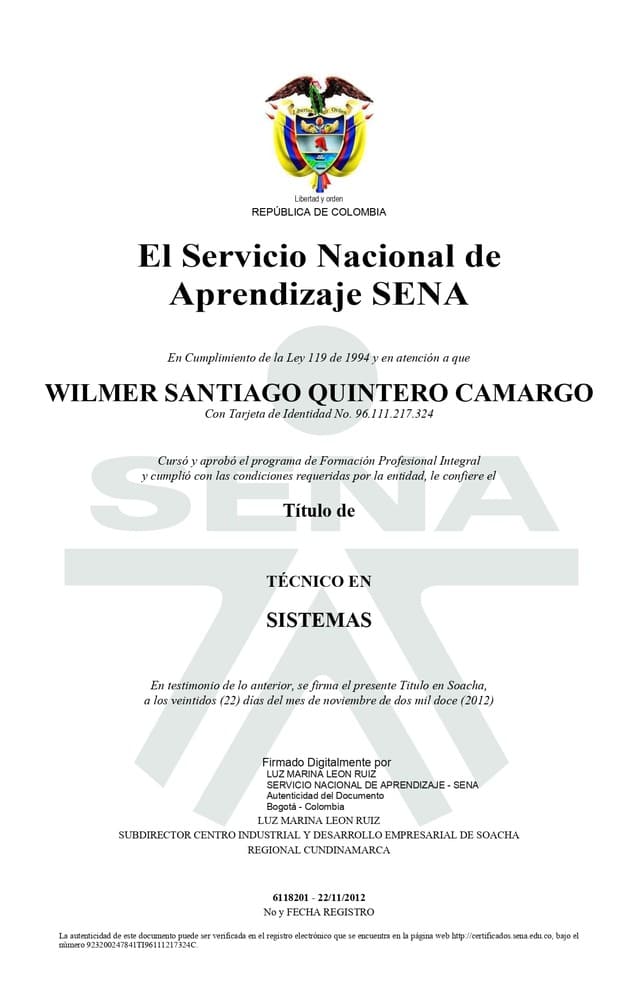 Libertad y Orden
Libertad y orden
REPÚBLICA DE COLOMBIA
El Servicio Nacional de
Aprendizaje SENA
En Cumplimiento de la Ley 119 de 1994 y en atención a que
WILMER SANTIAGO QUINTERO CAMARGO
Con Tarjeta de Identidad No. 96.111.217.324
Cursó y aprobó el programa de Formación Profesional Integral
y cumplió con las condiciones requeridas por la entidad, le confiere el
SENA
Título de
TÉCNICO EN
SISTEMAS
En testimonio de lo anterior, se firma el presente Título en Soacha,
a los veintidos (22) días del mes de noviembre de dos mil doce (2012)
Firmado Digitalmente por
LUZ MARINA LEON RUIZ
SERVICIO NACIONAL DE APRENDIZAJE - SENA
Autenticidad del Documento
Bogotá - Colombia
LUZ MARINA LEON RUIZ
SUBDIRECTOR CENTRO INDUSTRIAL Y DESARROLLO EMPRESARIAL DE SOACHA
REGIONAL CUNDINAMARCA
6118201 - 22/11/2012
No y FECHA REGISTRO
La autenticidad de este documento puede ser verificada en el registro electrónico que se encuentra en la página web http://certificados.sena.edu.co, bajo el
número 923200247841TI96111217324C.